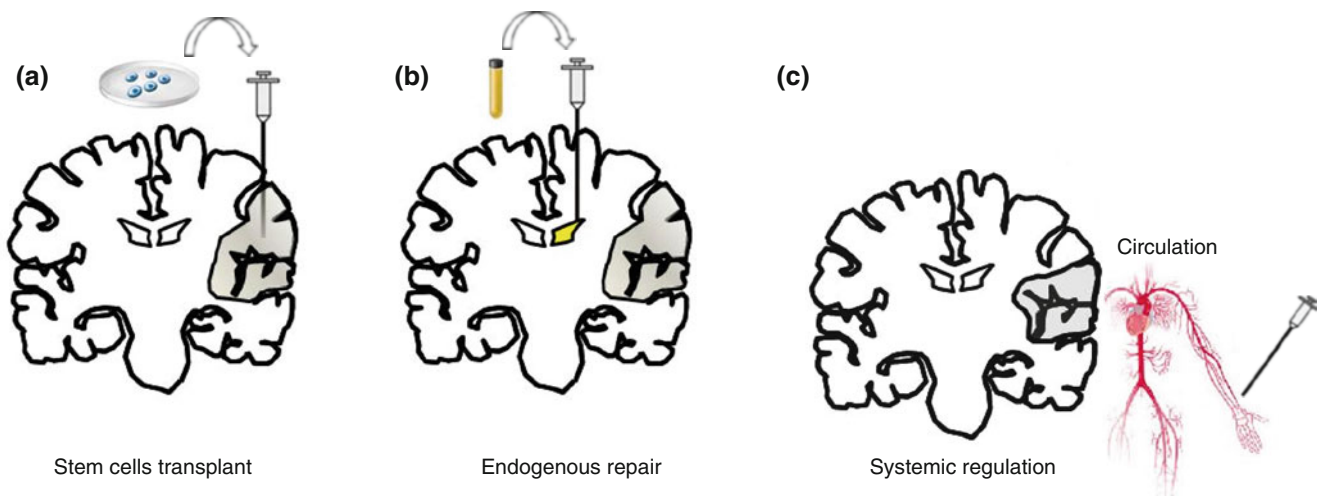 (a)
(b)
(c)
Circulation
Stem cells transplant
Endogenous repair
Systemic regulation